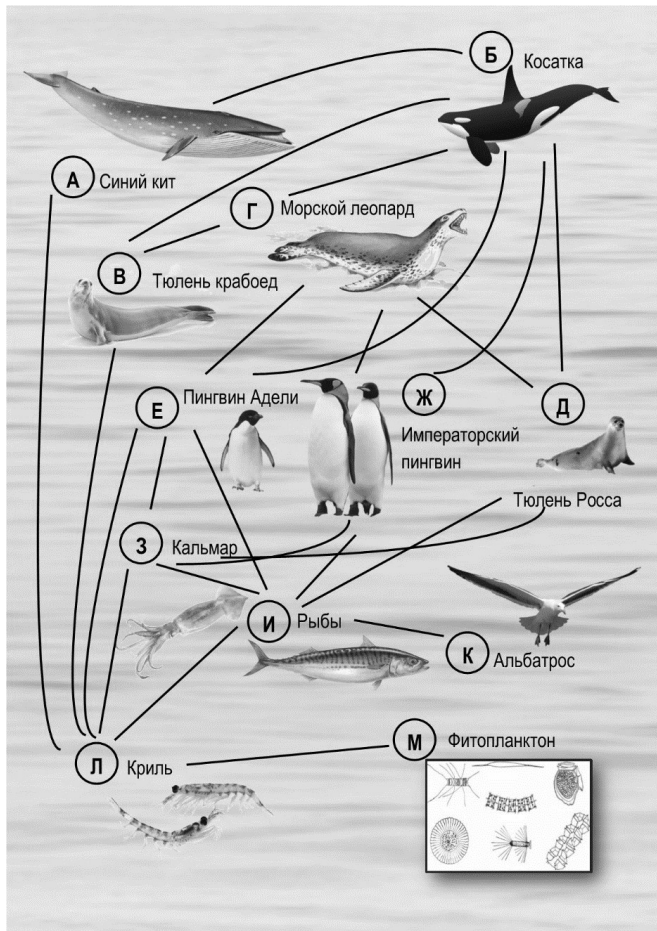 Б
Косатка
А
Синий кит
Г
Морской леопард
В
Тюлень крабоед
Е
Пингвин Адели
Ж
Императорский
пингвин
Д
Тюлень Росса
З
Кальмар
И
Рыбы
К
Альбатрос
Л
Криль
М
Фитопланктон